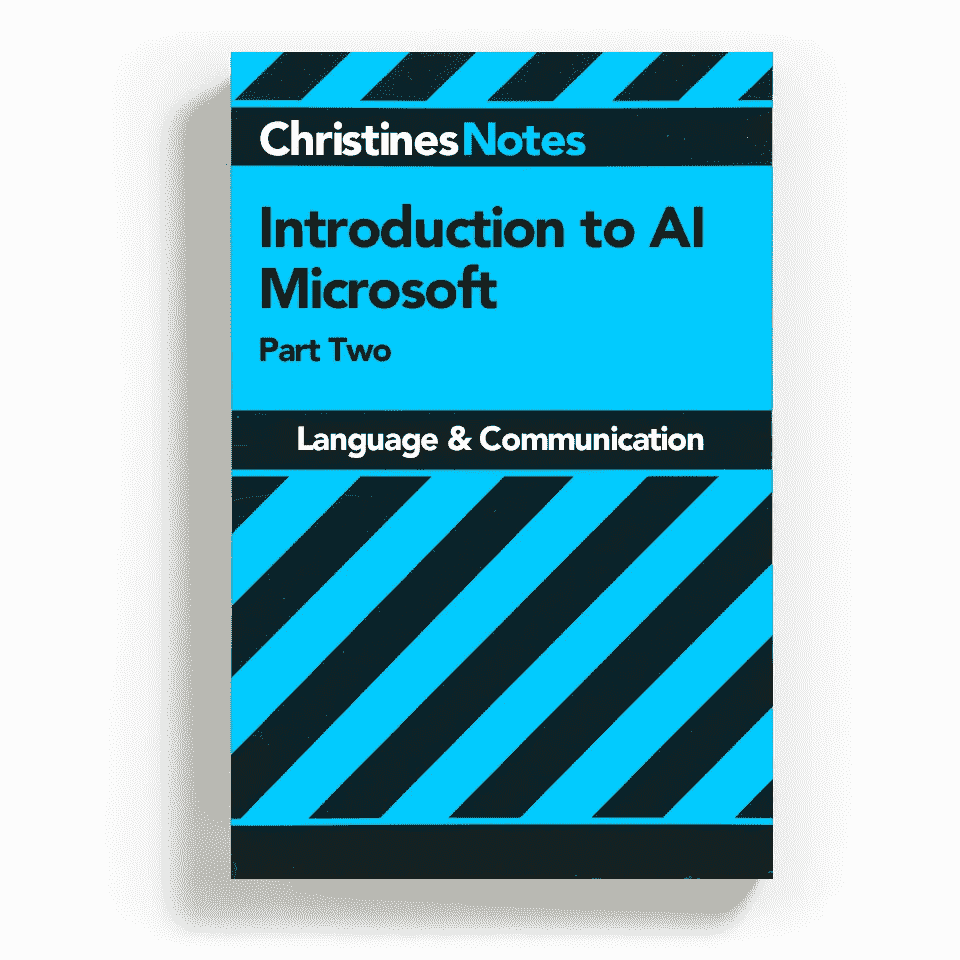 ChristinesNotes
Introduction to AI
Microsoft
Part Two
Language & Communication